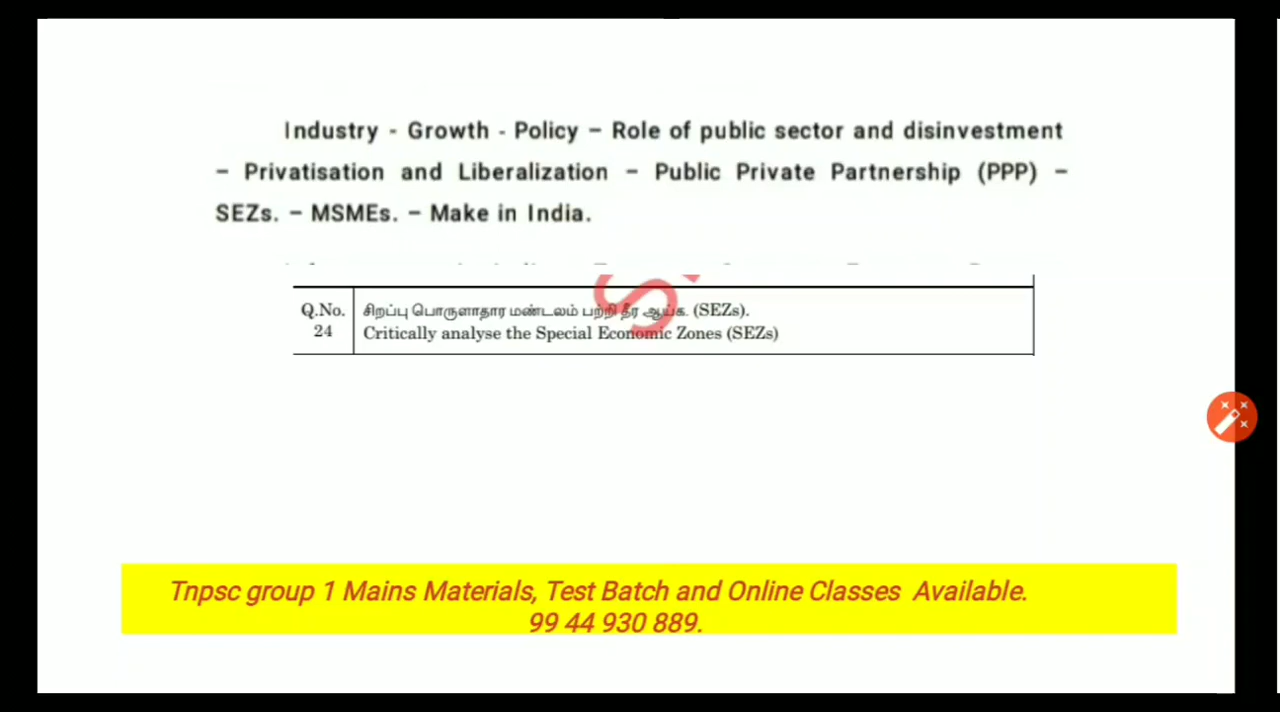 Industry - Growth - Policy – Role of public sector and disinvestment
– Privatisation and Liberalization – Public Private Partnership (PPP) –
SEZs. – MSMEs. – Make in India.
Q.No. 24
சிறப்பு பொருளாதார மண்டலம் பற்றி தீர ஆய்க. (SEZs).
Critically analyse the Special Economic Zones (SEZs)
Tnpsc group 1 Mains Materials, Test Batch and Online Classes Available.
99 44 930 889.